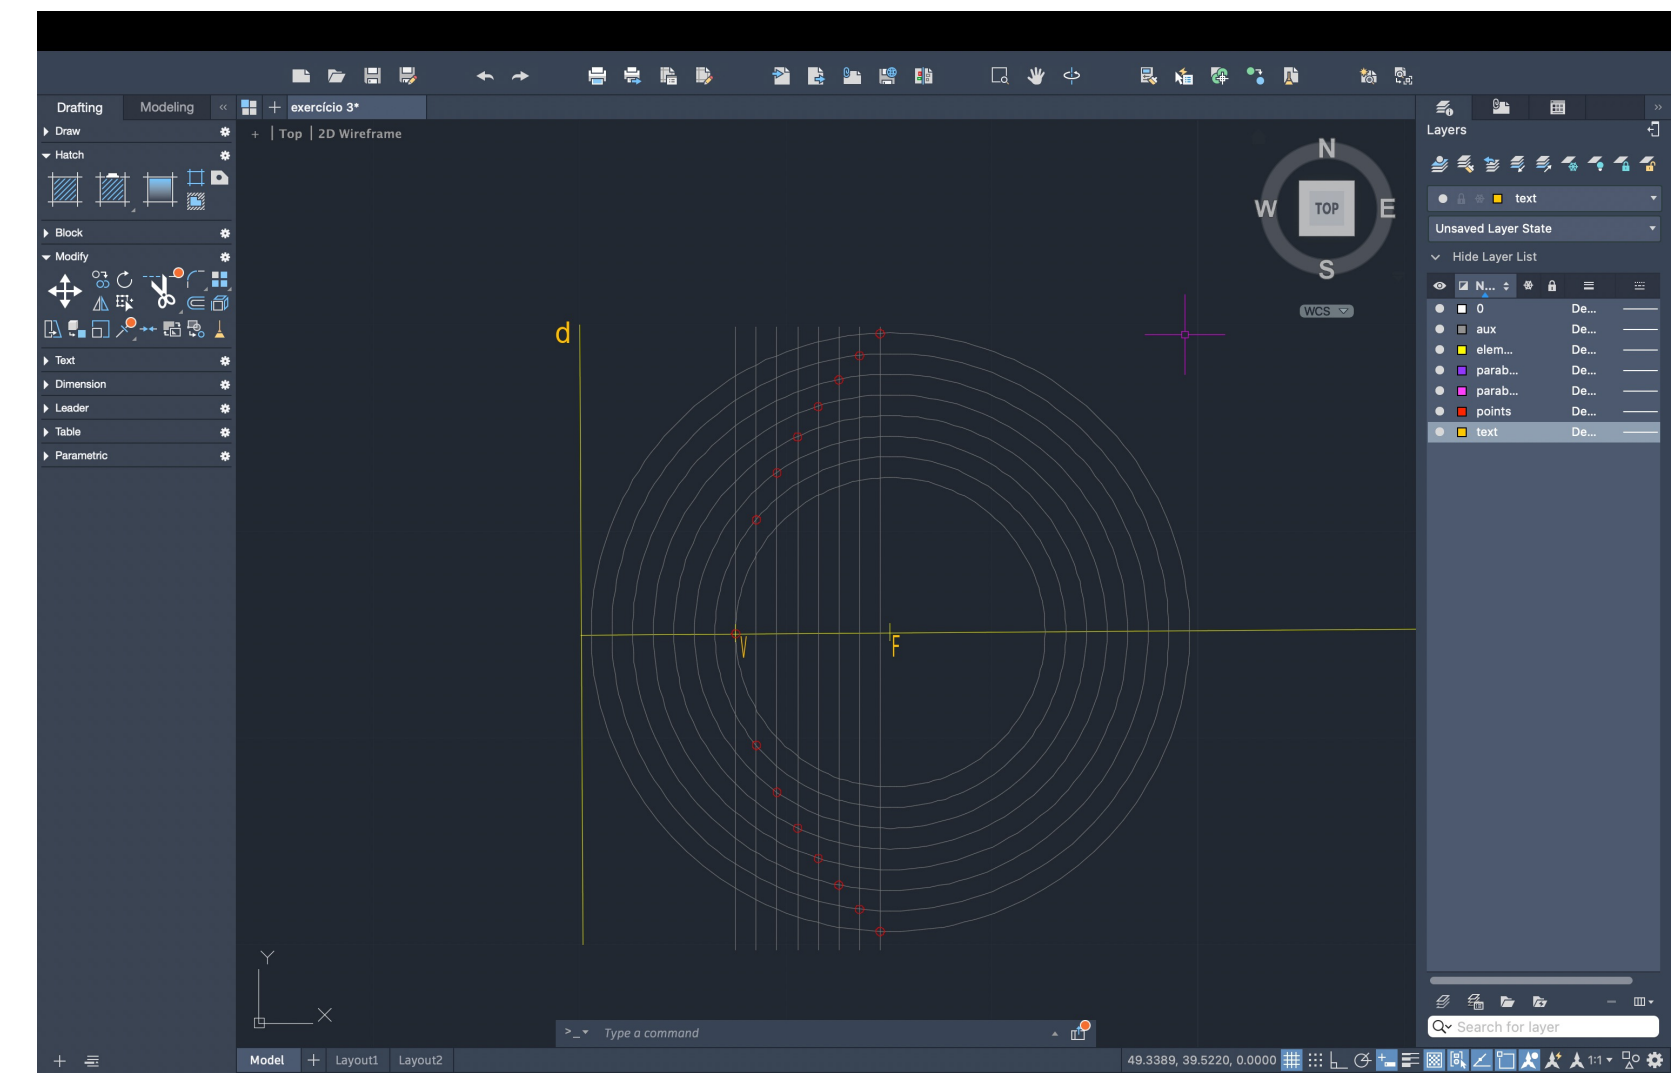 Drafting Modeling
exercício 3*
Draw
Hatch
Block
Modify
Text
Dimension
Leader
Table
Parametric
+ | Top | 2D Wireframe
N
W TOP E
S
WCS
d
V
F
Y
X
>_ Type a command
Model + Layout1 Layout2
49.3389, 39.5220, 0.0000
1:1
Layers
text
Unsaved Layer State
Hide Layer List
N...
0 De...
aux De...
elem... De...
parab... De...
parab... De...
points De...
text De...
Search for layer